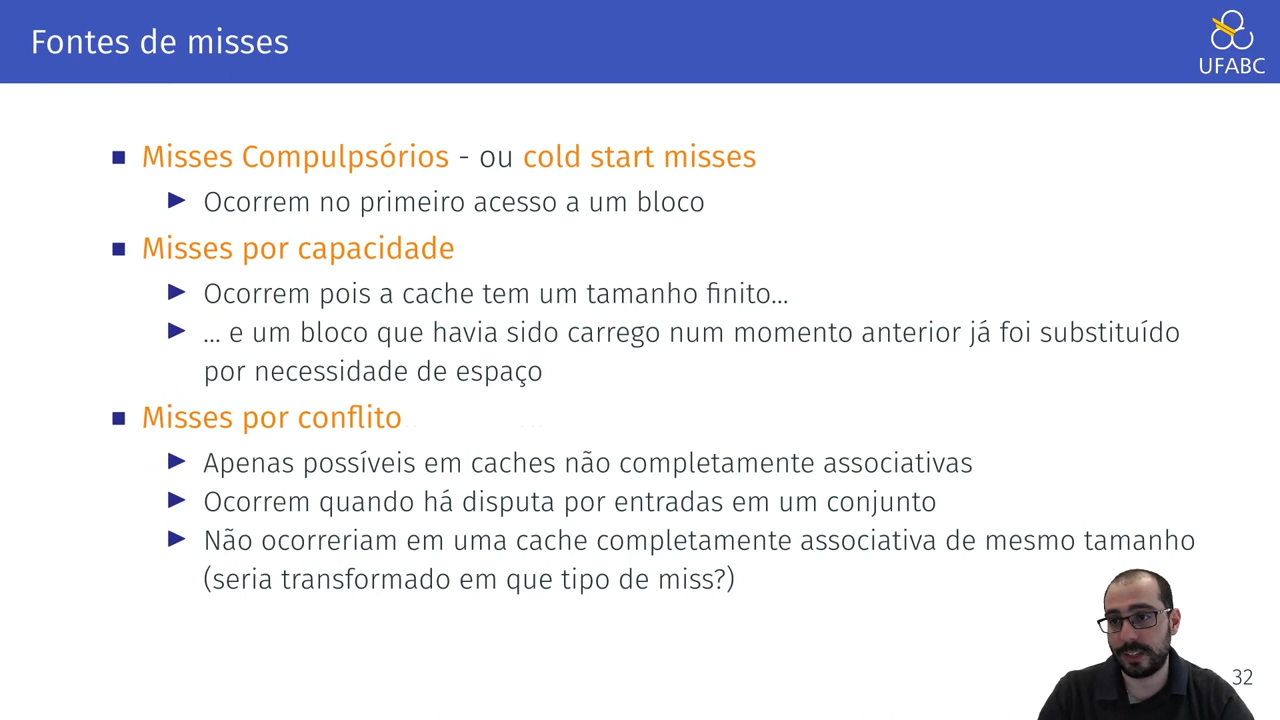 Fontes de misses
UFABC
Misses Compulpsórios - ou cold start misses
Ocorrem no primeiro acesso a um bloco
Misses por capacidade
Ocorrem pois a cache tem um tamanho finito...
... e um bloco que havia sido carrego num momento anterior já foi substituído
por necessidade de espaço
Misses por conflito
Apenas possíveis em caches não completamente associativas
Ocorrem quando há disputa por entradas em um conjunto
Não ocorreriam em uma cache completamente associativa de mesmo tamanho
(seria transformado em que tipo de miss?)
32